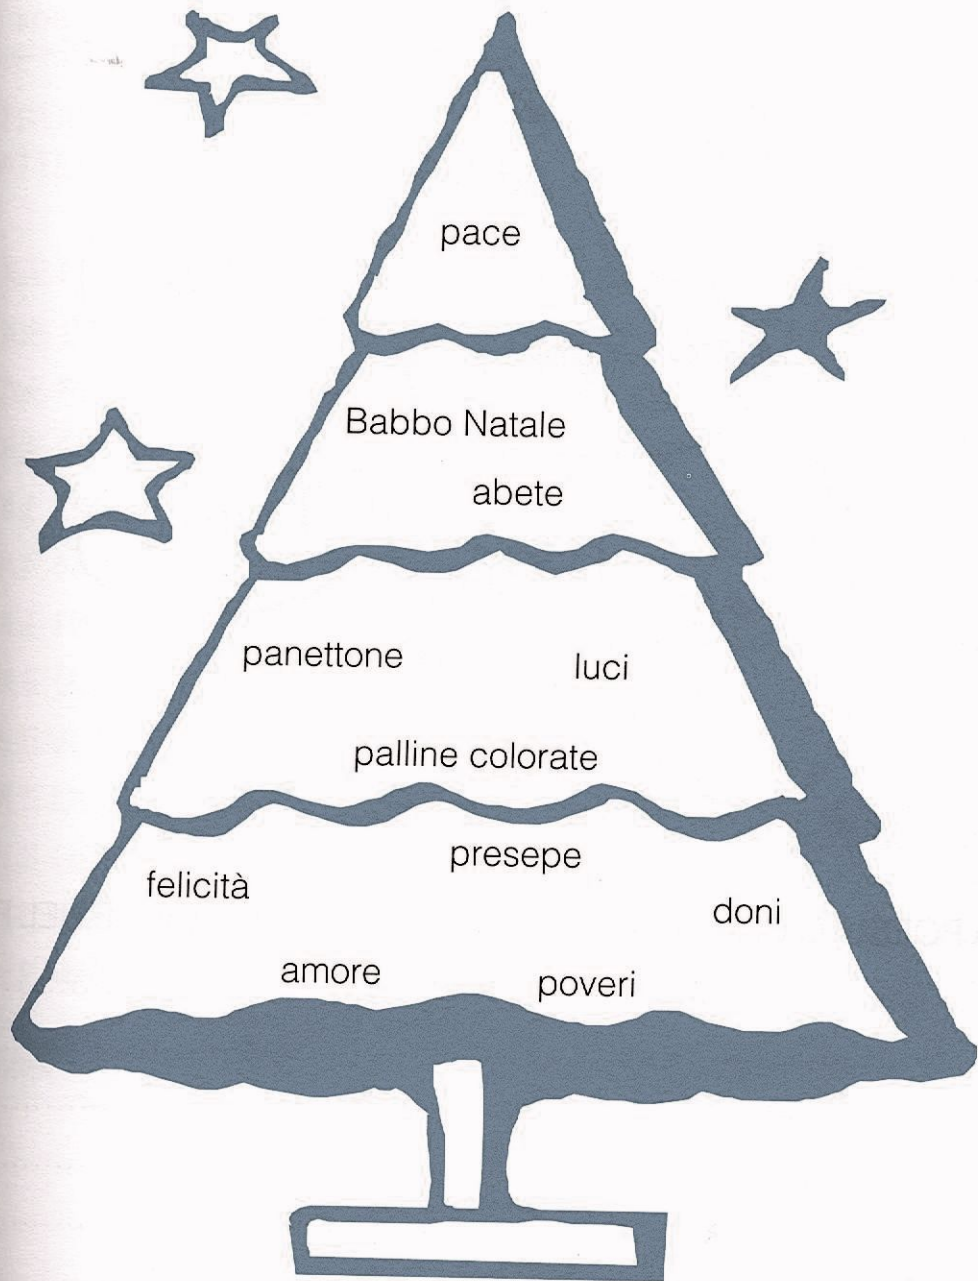 pace
Babbo Natale
abete
panettone
luci
palline colorate
presepe
felicità
doni
amore
poveri